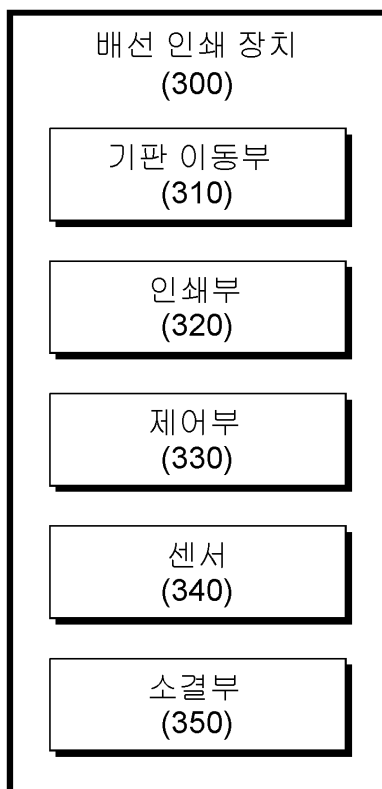 배선 인쇄 장치
(300)
기판 이동부
(310)
인쇄부
(320)
제어부
(330)
센서
(340)
소결부
(350)